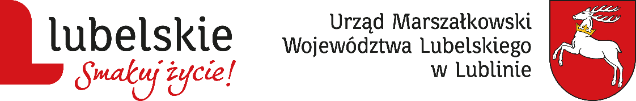 lubelskie
Smakuj życie!
Urząd Marszałkowski
Województwa Lubelskiego
w Lublinie